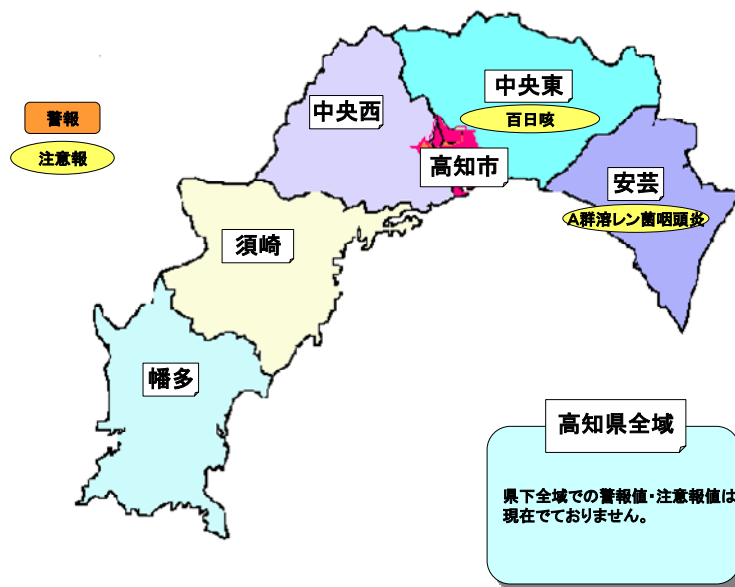 警報
注意報
中央西
中央東
百日咳
高知市
安芸
A群溶レン菌咽頭炎
須崎
幡多
高知県全域
県下全域での警報値・注意報値は
現在でておりません。